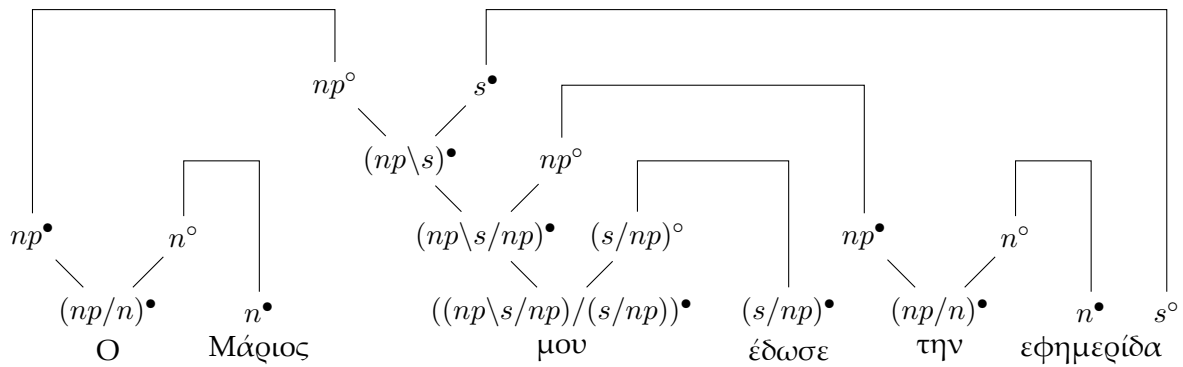 np° s•
(np\s)• np°
np• n° (np\s/np)• (s/np)° np• n°
(np/n)• n• ((np\s/np)/(s/np))• (s/np)• (np/n)• n• s°
Ο Μάριος μου έδωσε την εφημερίδα